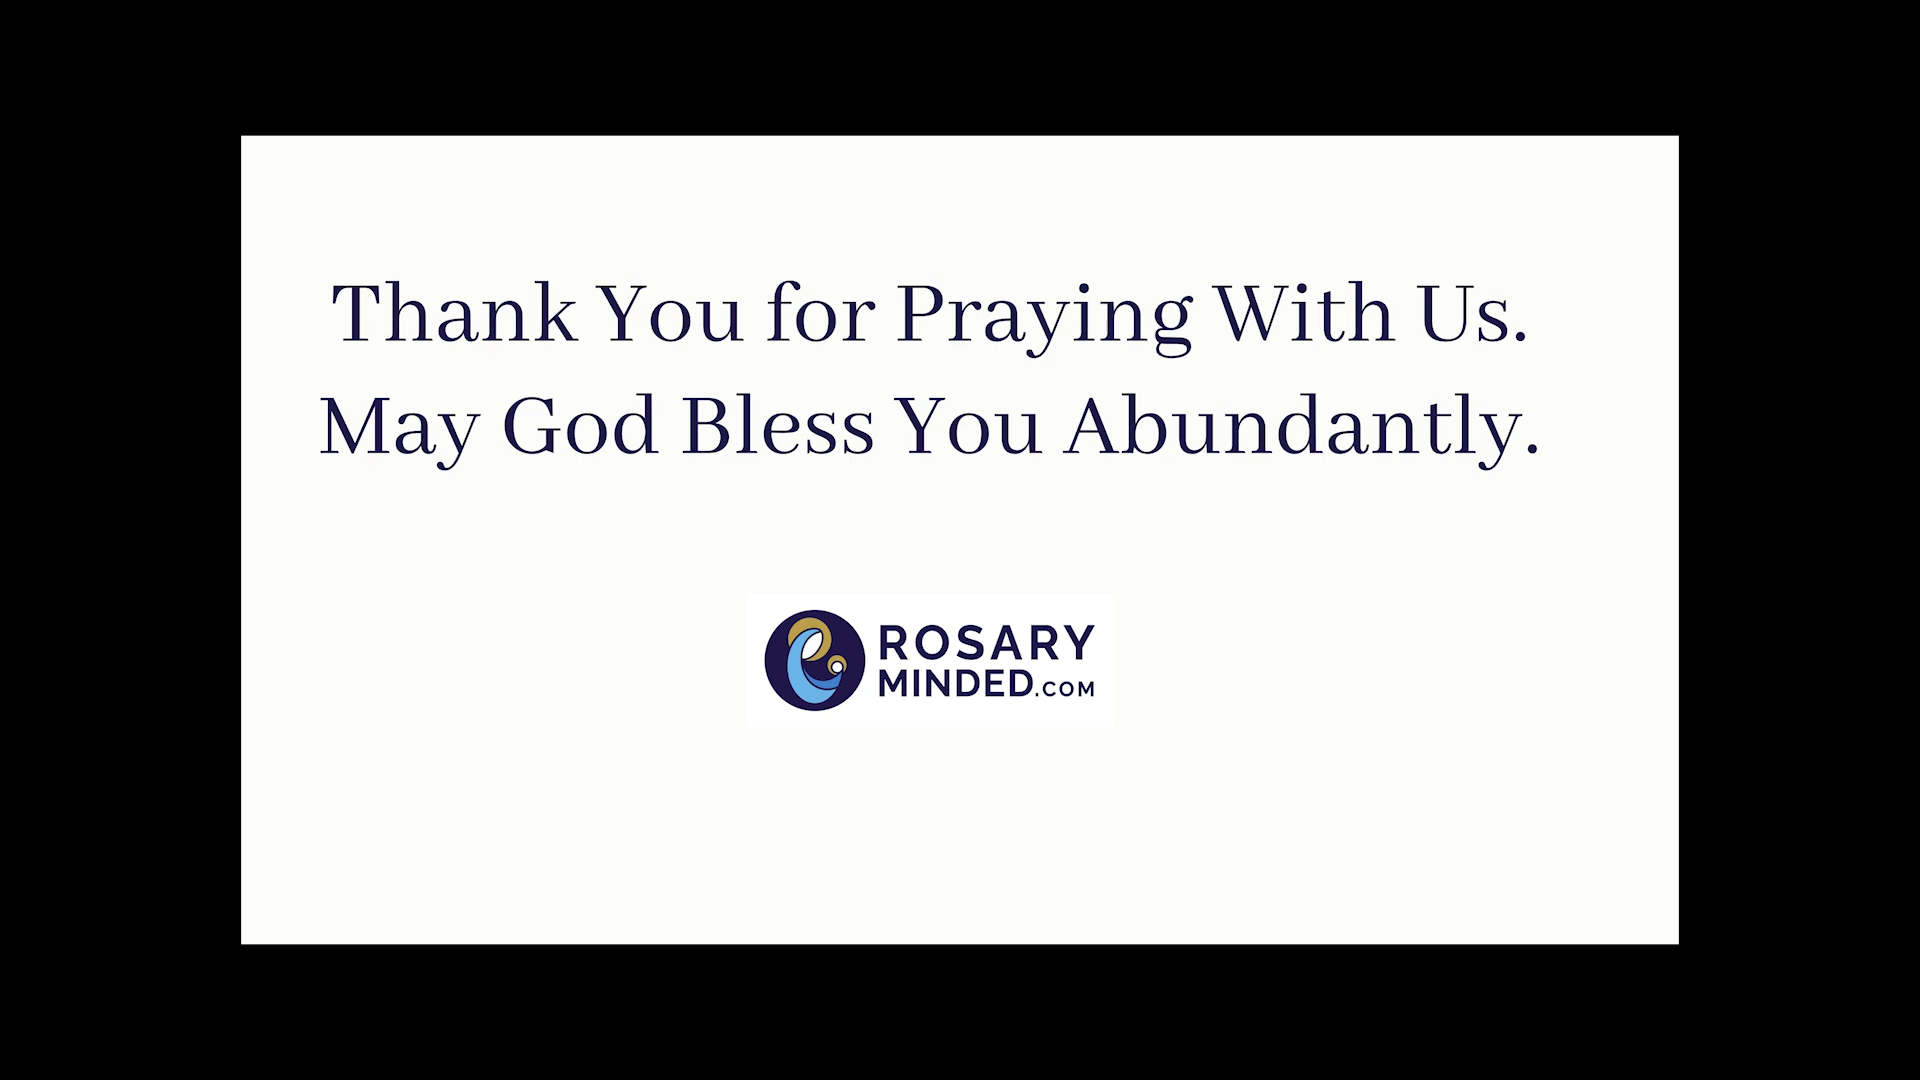 Thank You for Praying With Us.
May God Bless You Abundantly.
ROSARY
MINDED.COM